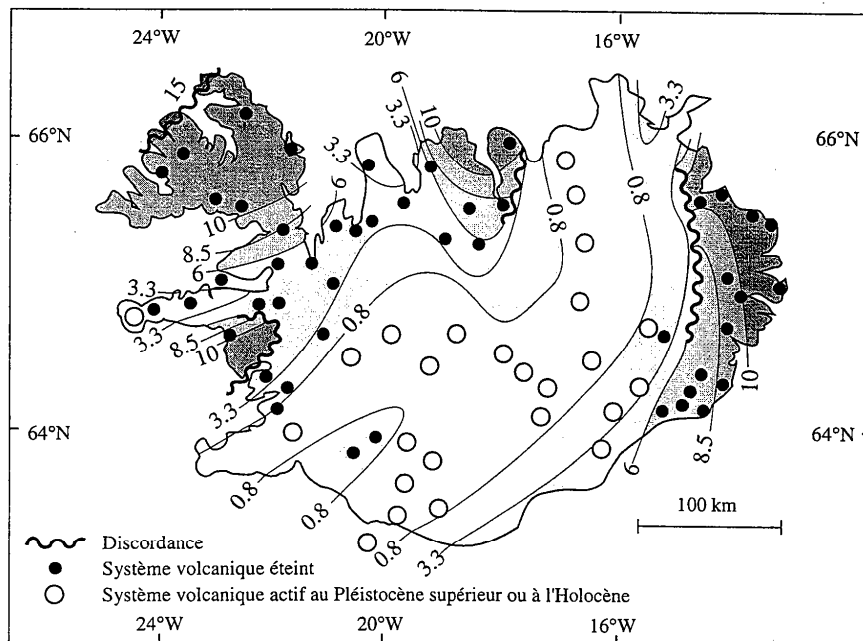 24°W 20°W 16°W
15
6
3.3
10
3.3
66°N
66°N
3.3
6
0.8
0.8
10
8.5
6
3.3
3.3
8.5
10
0.8
10
3.3
64°N
64°N
0.8
0.8
6
8.5
0.8
3.3
100 km
Discordance
Système volcanique éteint
Système volcanique actif au Pléistocène supérieur ou à l'Holocène
24°W 20°W 16°W